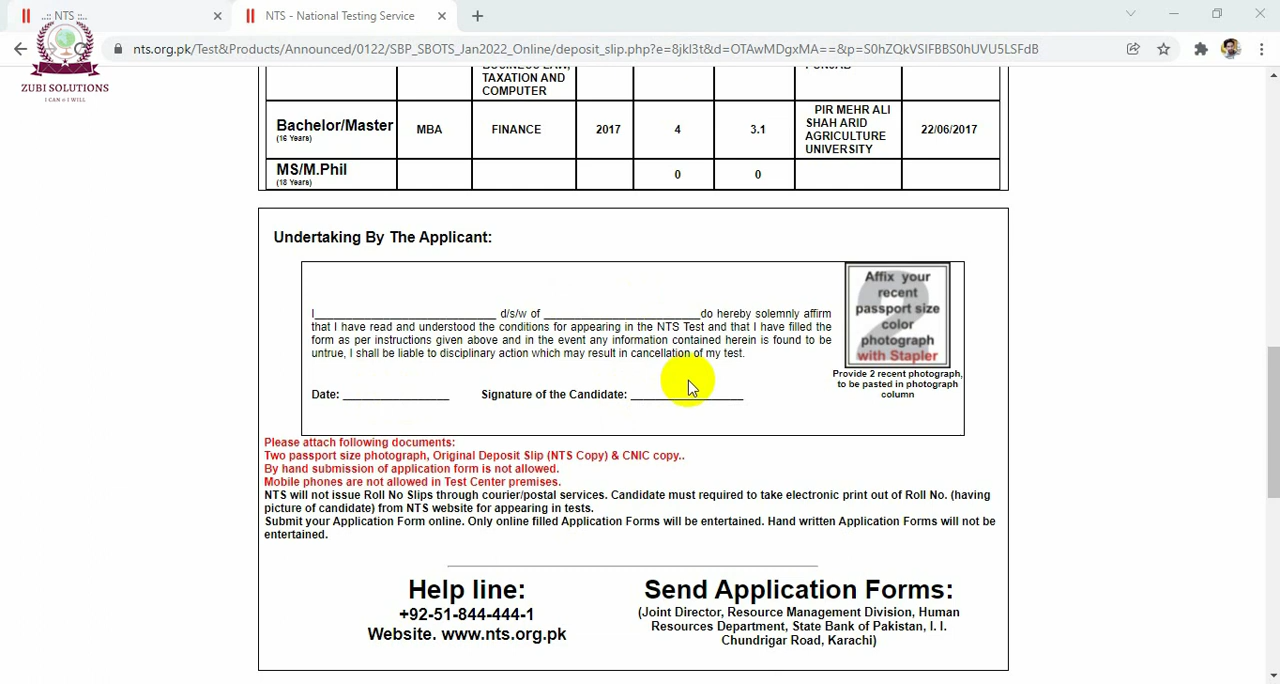 .:: NTS ::.
NTS - National Testing Service
nts.org.pk/Test&Products/Announced/0122/SBP_SBOTS_Jan2022_Online/deposit_slip.php?e=8jkl3t&d=OTAwMDgxMA==&p=S0hZQkVSIFBBS0hUVU5LSFdB
ZUBI SOLUTIONS
I CAN & I WILL
BUSINESS LAW,
TAXATION AND
COMPUTER
PUNJAB
Bachelor/Master
(16 Years)
MBA
FINANCE
2017
4
3.1
PIR MEHR ALI
SHAH ARID
AGRICULTURE
UNIVERSITY
22/06/2017
MS/M.Phil
(18 Years)
0
0
Undertaking By The Applicant:
I____________________________ d/s/w of ________________________do hereby solemnly affirm
that I have read and understood the conditions for appearing in the NTS Test and that I have filled the
form as per instructions given above and in the event any information contained herein is found to be
untrue, I shall be liable to disciplinary action which may result in cancellation of my test.
Date: _________________ Signature of the Candidate: __________________
2
Affix your
recent
passport size
color
photograph
with Stapler
Provide 2 recent photograph,
to be pasted in photograph
column
Please attach following documents:
Two passport size photograph, Original Deposit Slip (NTS Copy) & CNIC copy..
By hand submission of application form is not allowed.
Mobile phones are not allowed in Test Center premises.
NTS will not issue Roll No Slips through courier/postal services. Candidate must required to take electronic print out of Roll No. (having
picture of candidate) from NTS website for appearing in tests.
Submit your Application Form online. Only online filled Application Forms will be entertained. Hand written Application Forms will not be
entertained.
Help line:
+92-51-844-444-1
Website. www.nts.org.pk
Send Application Forms:
(Joint Director, Resource Management Division, Human
Resources Department, State Bank of Pakistan, I. I.
Chundrigar Road, Karachi)